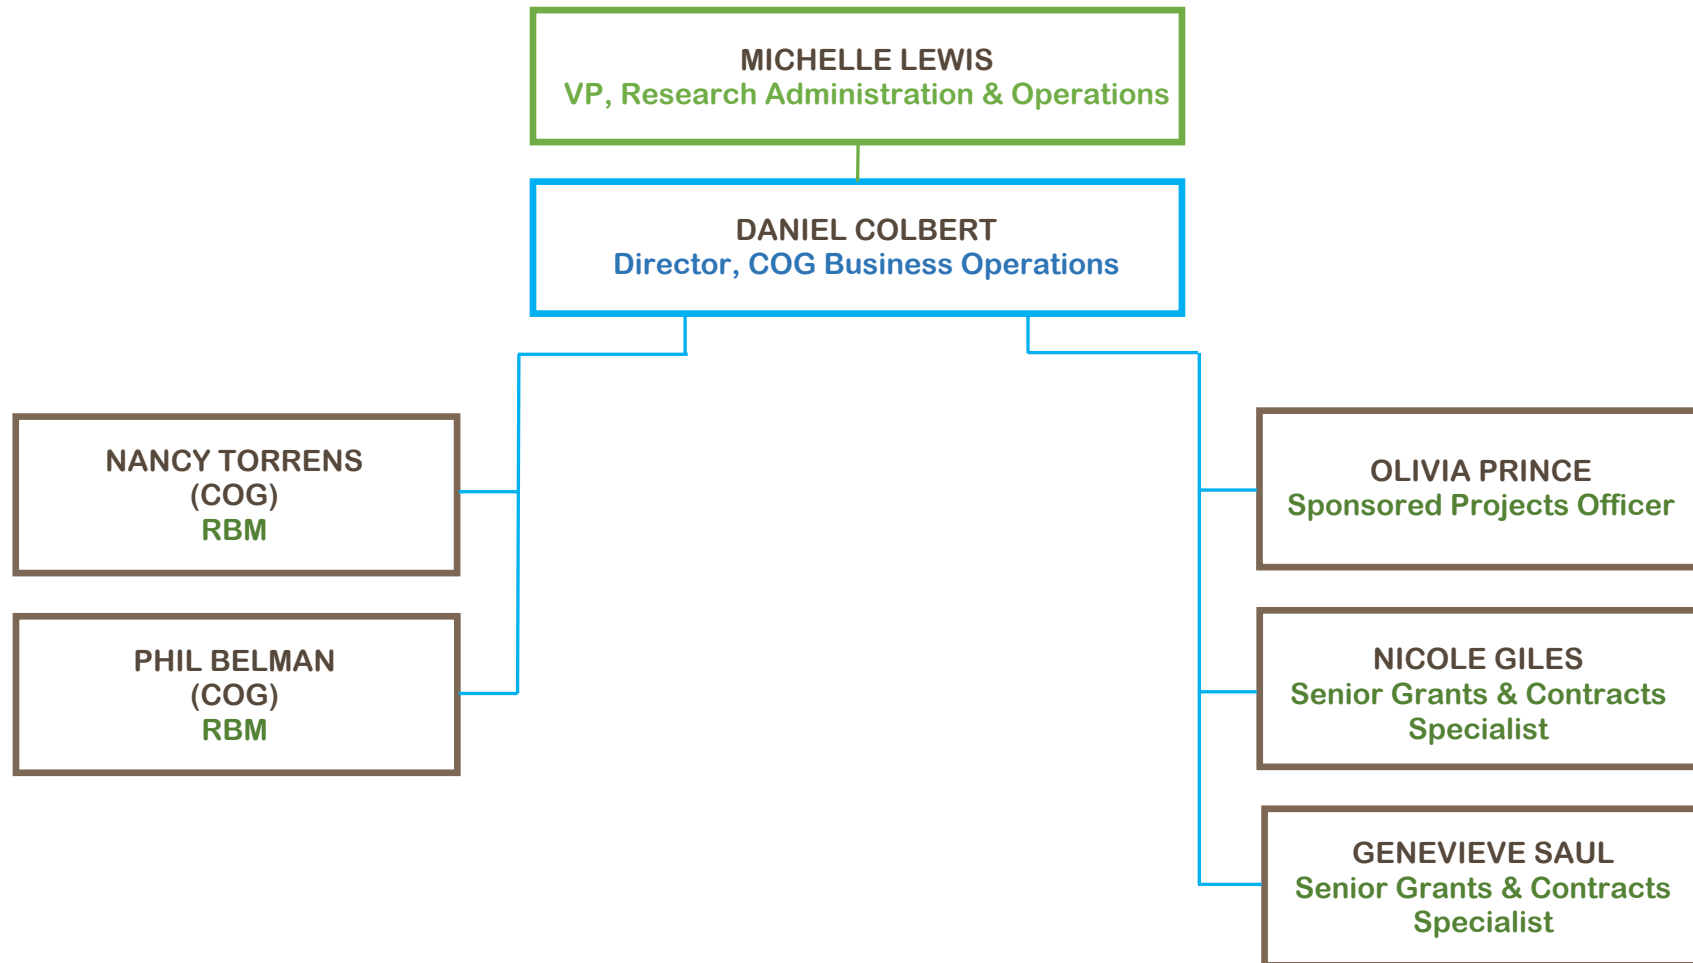 MICHELLE LEWIS
VP, Research Administration & Operations
DANIEL COLBERT
Director, COG Business Operations
NANCY TORRENS
(COG)
RBM
PHIL BELMAN
(COG)
RBM
OLIVIA PRINCE
Sponsored Projects Officer
NICOLE GILES
Senior Grants & Contracts
Specialist
GENEVIEVE SAUL
Senior Grants & Contracts
Specialist